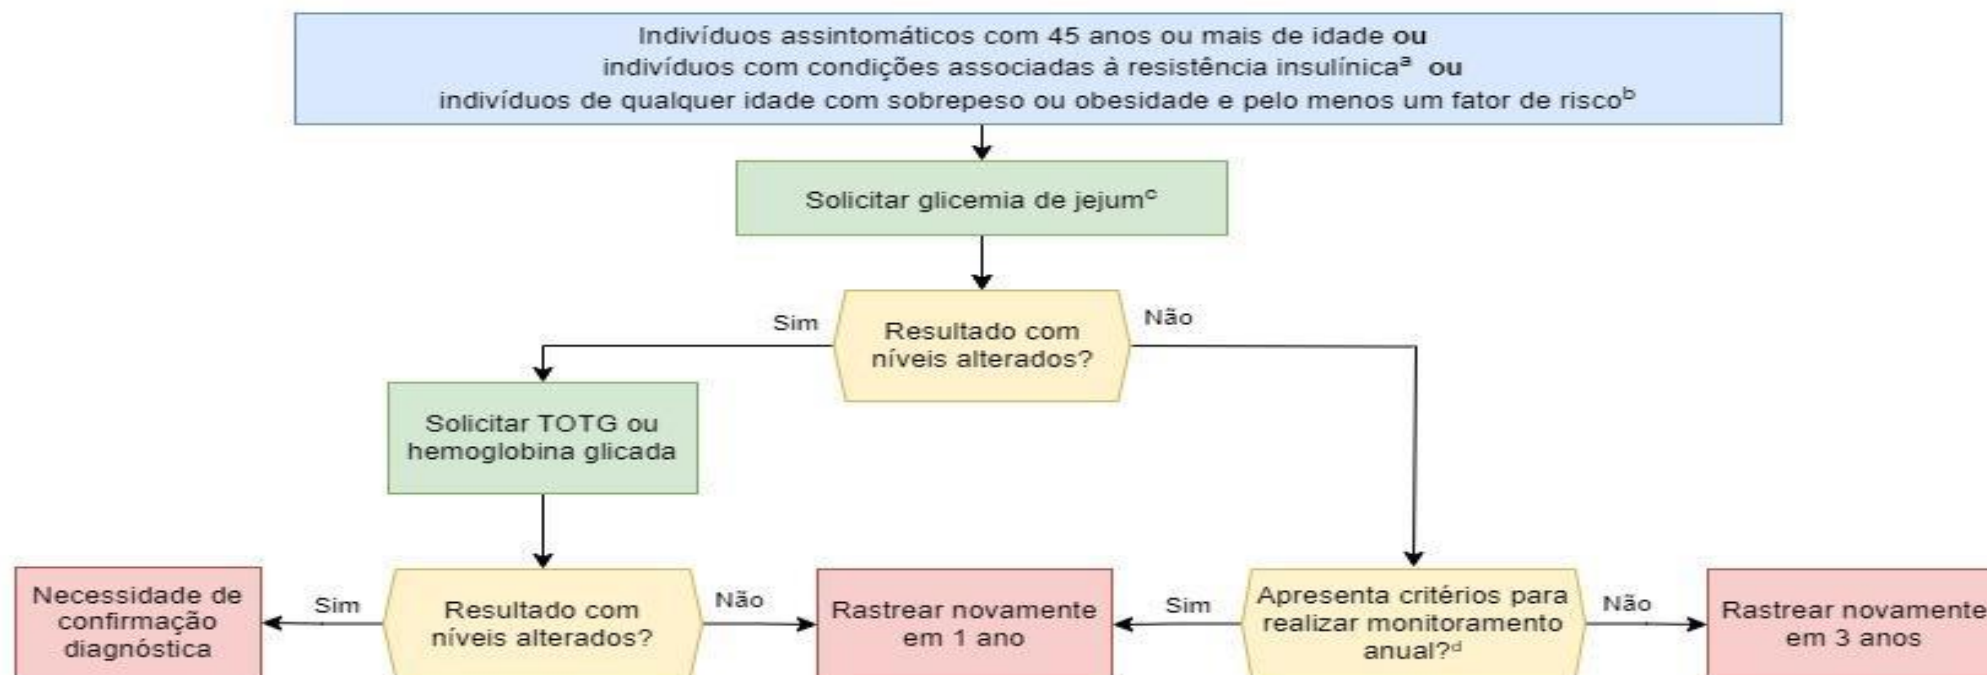 Indivíduos assintomáticos com 45 anos ou mais de idade ou
indivíduos com condições associadas à resistência insulínicaª ou
indivíduos de qualquer idade com sobrepeso ou obesidade e pelo menos um fator de riscoᵇ
Solicitar glicemia de jejumᶜ
Sim
Resultado com
níveis alterados?
Não
Solicitar TOTG ou
hemoglobina glicada
Necessidade de
confirmação
diagnóstica
Sim
Resultado com
níveis alterados?
Não
Rastrear novamente
em 1 ano
Sim
Apresenta critérios para
realizar monitoramento
anual?ᵈ
Não
Rastrear novamente
em 3 anos